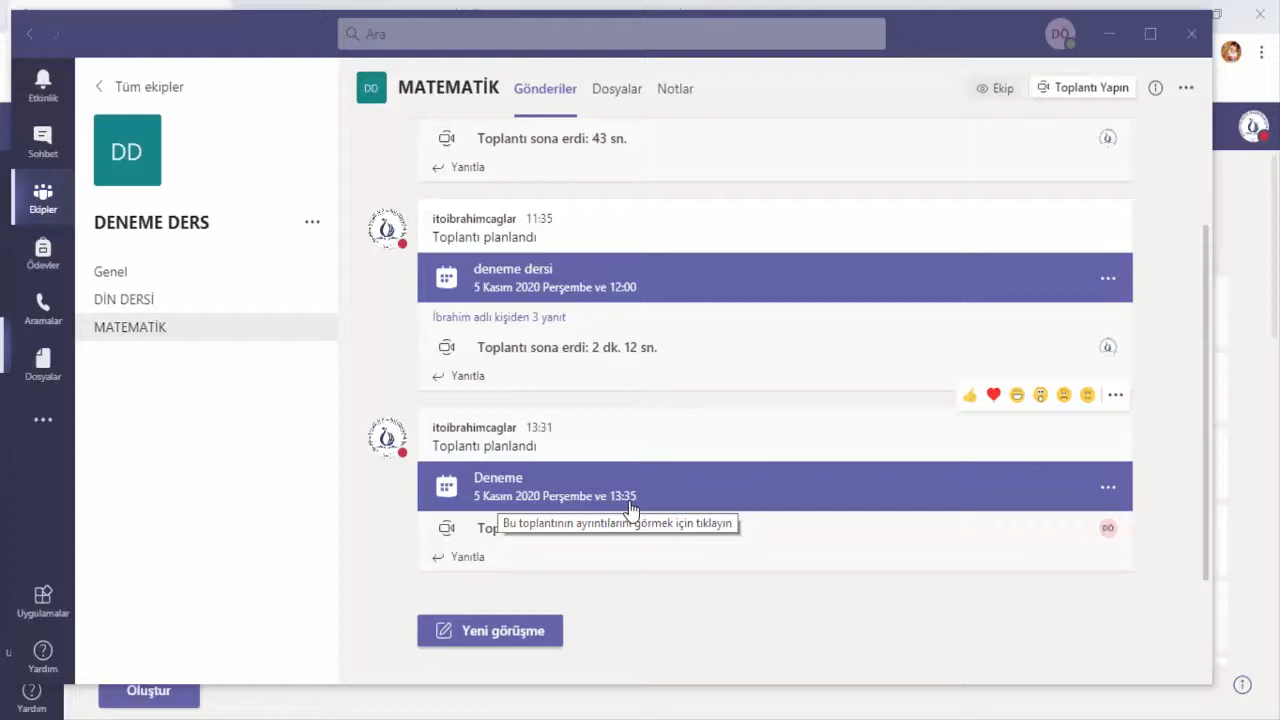 Ara
DÖ
Etkinlik
Sohbet
Ekipler
Ödevler
Aramalar
Dosyalar
Uygulamalar
Yardım
Yardım
Tüm ekipler
DD
DENEME DERS
Genel
DİN DERSİ
MATEMATİK
DD
MATEMATİK
Gönderiler
Dosyalar
Notlar
Ekip
Toplantı Yapın
Toplantı sona erdi: 43 sn.
Yanıtla
itoibrahimcaglar 11:35
Toplantı planlandı
deneme dersi
5 Kasım 2020 Perşembe ve 12:00
İbrahim adlı kişiden 3 yanıt
Toplantı sona erdi: 2 dk. 12 sn.
Yanıtla
itoibrahimcaglar 13:31
Toplantı planlandı
Deneme
5 Kasım 2020 Perşembe ve 13:35
Bu toplantının ayrıntılarını görmek için tıklayın
DÖ
Yanıtla
Yeni görüşme
Oluştur